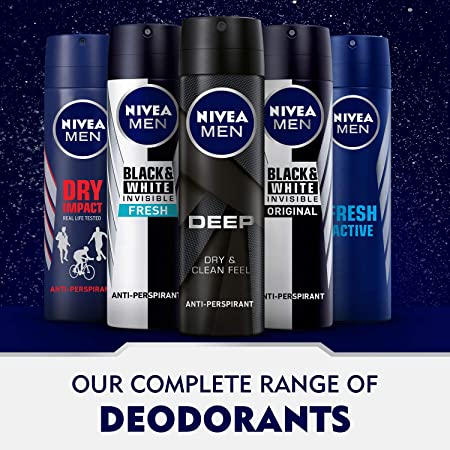 NIVEA
MEN
DRY
IMPACT
REAL LIFE TESTED
ANTI-PERSPIRANT
NIVEA
MEN
BLACK&
WHITE
INVISIBLE
FRESH
ANTI-PERSPIRANT
NIVEA
MEN
DEEP
DRY &
CLEAN FEEL
ANTI-PERSPIRANT
NIVEA
MEN
BLACK&
WHITE
INVISIBLE
ORIGINAL
ANTI-PERSPIRANT
NIVEA
MEN
FRESH
ACTIVE
OUR COMPLETE RANGE OF
DEODORANTS